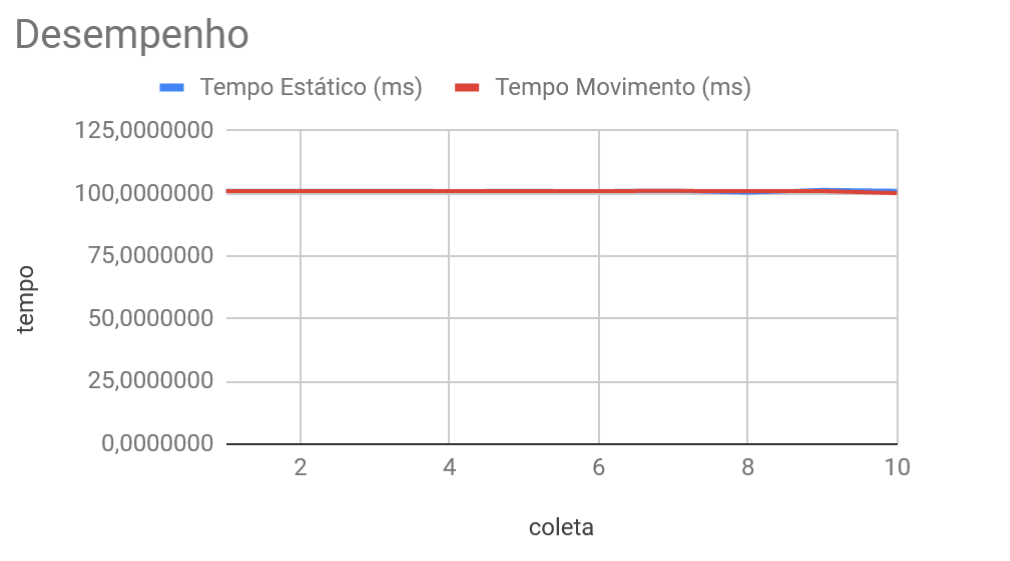 Desempenho
Tempo Estático (ms) Tempo Movimento (ms)
125,0000000
100,0000000
75,0000000
50,0000000
25,0000000
0,0000000
tempo
2 4 6 8 10
coleta